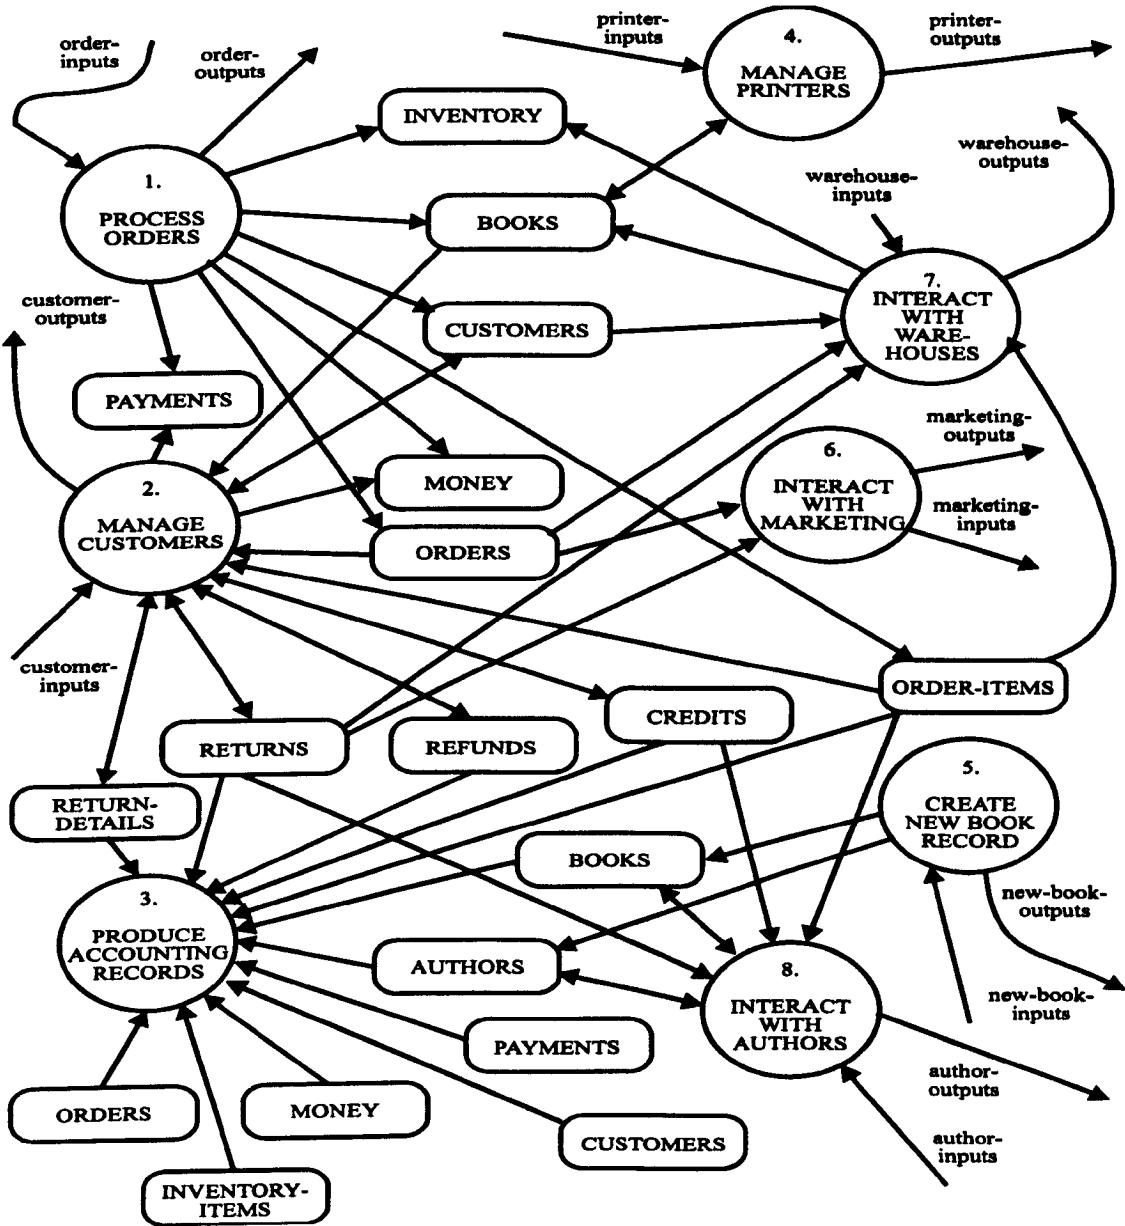 order-
inputs
order-
outputs
printer-
inputs
4.
MANAGE
PRINTERS
printer-
outputs
INVENTORY
warehouse-
outputs
warehouse-
inputs
1.
PROCESS
ORDERS
BOOKS
7.
INTERACT
WITH
WARE-
HOUSES
customer-
outputs
CUSTOMERS
PAYMENTS
marketing-
outputs
6.
INTERACT
WITH
MARKETING
marketing-
inputs
2.
MANAGE
CUSTOMERS
MONEY
ORDERS
customer-
inputs
ORDER-ITEMS
CREDITS
RETURNS
REFUNDS
RETURN-
DETAILS
5.
CREATE
NEW BOOK
RECORD
BOOKS
new-book-
outputs
3.
PRODUCE
ACCOUNTING
RECORDS
AUTHORS
8.
INTERACT
WITH
AUTHORS
new-book-
inputs
PAYMENTS
author-
outputs
ORDERS
MONEY
CUSTOMERS
author-
inputs
INVENTORY-
ITEMS